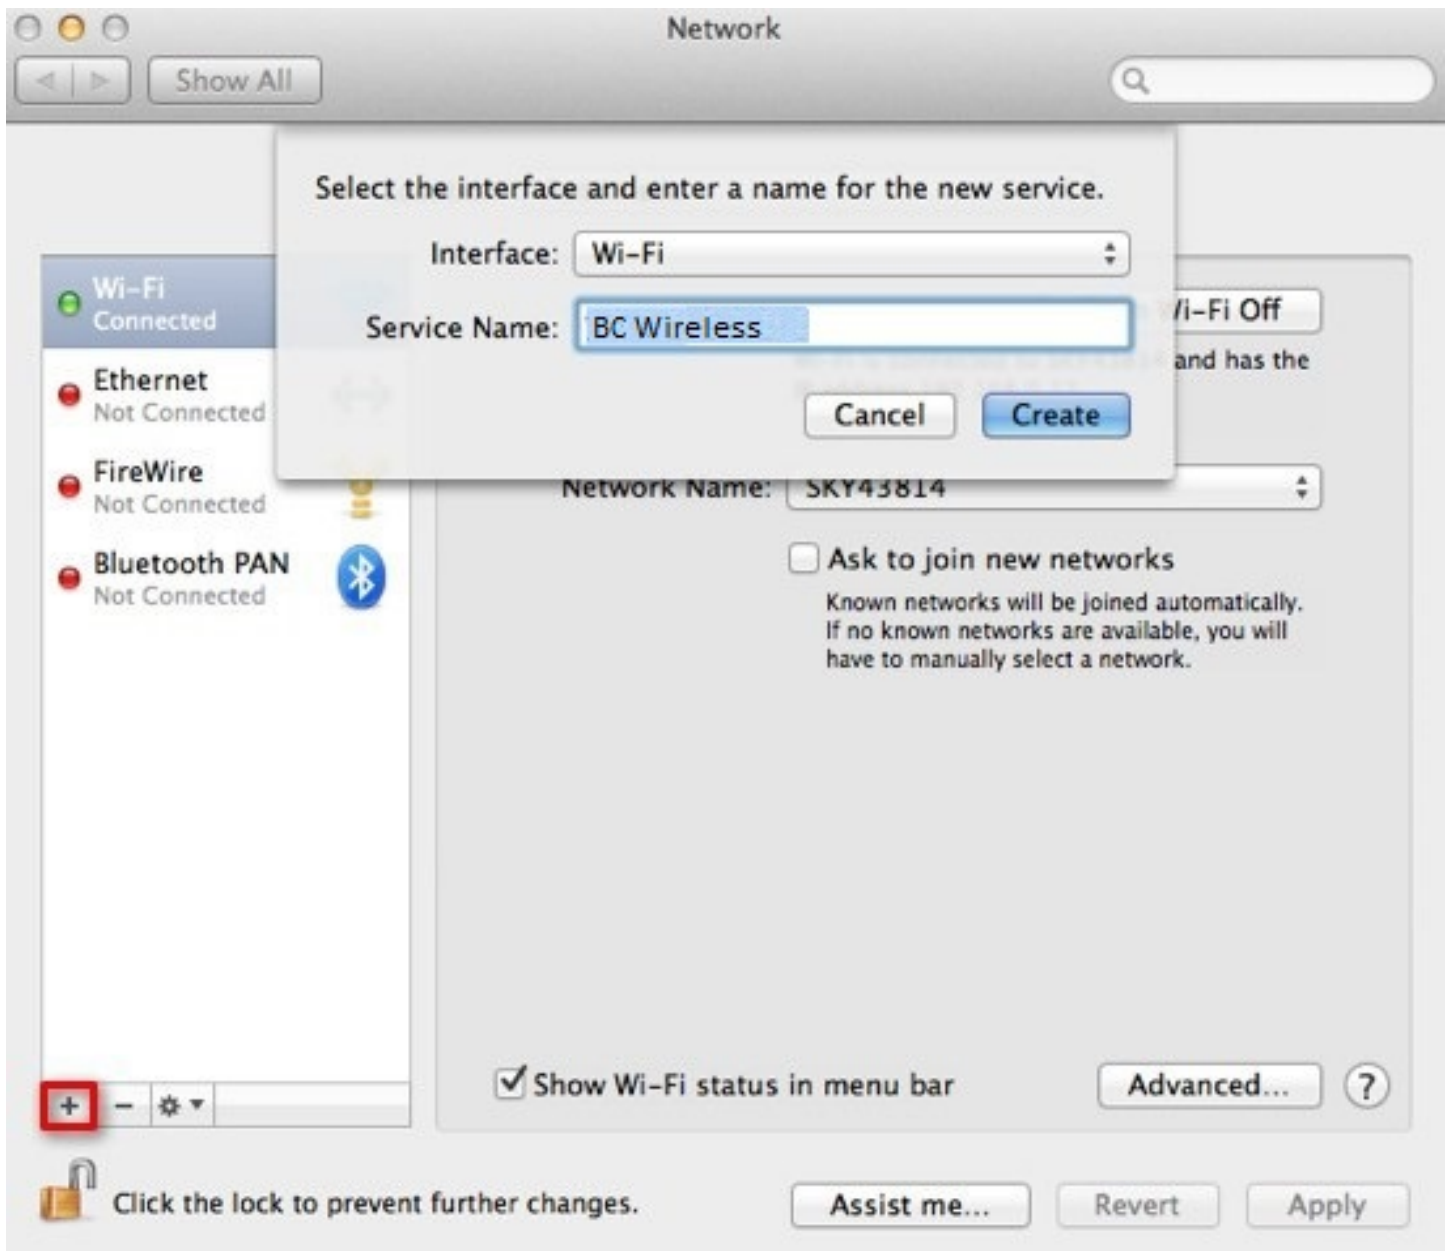 Network
Show All
Select the interface and enter a name for the new service.
Interface: Wi-Fi
Service Name: BC Wireless
Cancel Create
Wi-Fi
Connected
Ethernet
Not Connected
FireWire
Not Connected
Bluetooth PAN
Not Connected
Wi-Fi Off
and has the
Network Name: SKY43814
Ask to join new networks
Known networks will be joined automatically.
If no known networks are available, you will
have to manually select a network.
+ −
Show Wi-Fi status in menu bar
Advanced... ?
Click the lock to prevent further changes.
Assist me... Revert Apply